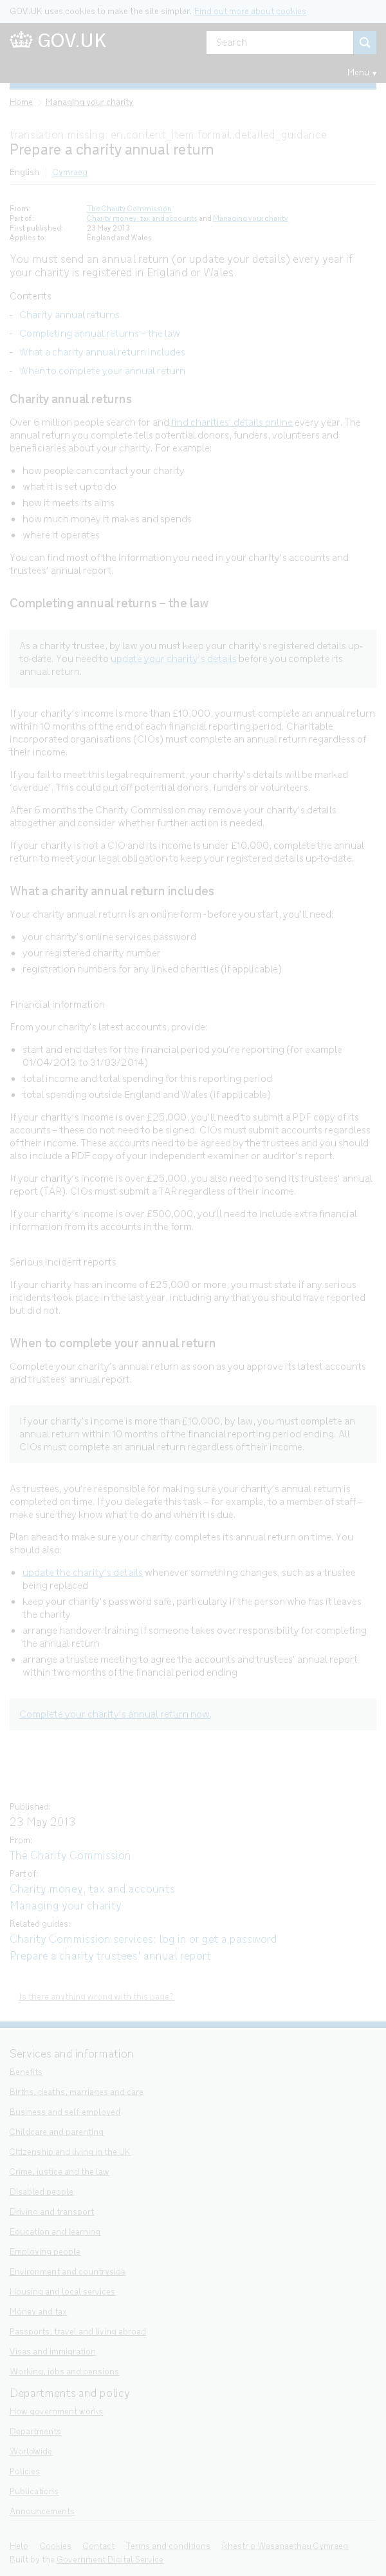 GOV.UK uses cookies to make the site simpler. Find out more about cookies
GOV.UK
Search
Menu ▾
Home > Managing your charity
translation missing: en.content_item.format.detailed_guidance
Prepare a charity annual return
English Cymraeg
From: The Charity Commission
Part of: Charity money, tax and accounts and Managing your charity
First published: 23 May 2013
Applies to: England and Wales
You must send an annual return (or update your details) every year if
your charity is registered in England or Wales.
Contents
- Charity annual returns
- Completing annual returns – the law
- What a charity annual return includes
- When to complete your annual return
Charity annual returns
Over 6 million people search for and find charities' details online every year. The
annual return you complete tells potential donors, funders, volunteers and
beneficiaries about your charity. For example:
• how people can contact your charity
• what it is set up to do
• how it meets its aims
• how much money it makes and spends
• where it operates
You can find most of the information you need in your charity's accounts and
trustees' annual report.
Completing annual returns – the law
As a charity trustee, by law you must keep your charity's registered details up-
to-date. You need to update your charity's details before you complete its
annual return.
If your charity's income is more than £10,000, you must complete an annual return
within 10 months of the end of each financial reporting period. Charitable
incorporated organisations (CIOs) must complete an annual return regardless of
their income.
If you fail to meet this legal requirement, your charity's details will be marked
'overdue'. This could put off potential donors, funders or volunteers.
After 6 months the Charity Commission may remove your charity's details
altogether and consider whether further action is needed.
If your charity is not a CIO and its income is under £10,000, complete the annual
return to meet your legal obligation to keep your registered details up-to-date.
What a charity annual return includes
Your charity annual return is an online form - before you start, you'll need:
• your charity's online services password
• your registered charity number
• registration numbers for any linked charities (if applicable)
Financial information
From your charity's latest accounts, provide:
• start and end dates for the financial period you're reporting (for example
01/04/2013 to 31/03/2014)
• total income and total spending for this reporting period
• total spending outside England and Wales (if applicable)
If your charity's income is over £25,000, you'll need to submit a PDF copy of its
accounts – these do not need to be signed. CIOs must submit accounts regardless
of their income. These accounts need to be agreed by the trustees and you should
also include a PDF copy of your independent examiner or auditor's report.
If your charity's income is over £25,000, you also need to send its trustees' annual
report (TAR). CIOs must submit a TAR regardless of their income.
If your charity's income is over £500,000, you'll need to include extra financial
information from its accounts in the form.
Serious incident reports
If your charity has an income of £25,000 or more, you must state if any serious
incidents took place in the last year, including any that you should have reported
but did not.
When to complete your annual return
Complete your charity's annual return as soon as you approve its latest accounts
and trustees' annual report.
If your charity's income is more than £10,000, by law, you must complete an
annual return within 10 months of the financial reporting period ending. All
CIOs must complete an annual return regardless of their income.
As trustees, you're responsible for making sure your charity's annual return is
completed on time. If you delegate this task – for example, to a member of staff –
make sure they know what to do and when it is due.
Plan ahead to make sure your charity completes its annual return on time. You
should also:
• update the charity's details whenever something changes, such as a trustee
being replaced
• keep your charity's password safe, particularly if the person who has it leaves
the charity
• arrange handover training if someone takes over responsibility for completing
the annual return
• arrange a trustee meeting to agree the accounts and trustees' annual report
within two months of the financial period ending
Complete your charity's annual return now.
Published:
23 May 2013
From:
The Charity Commission
Part of:
Charity money, tax and accounts
Managing your charity
Related guides:
Charity Commission services: log in or get a password
Prepare a charity trustees' annual report
Is there anything wrong with this page?
Services and information
Benefits
Births, deaths, marriages and care
Business and self-employed
Childcare and parenting
Citizenship and living in the UK
Crime, justice and the law
Disabled people
Driving and transport
Education and learning
Employing people
Environment and countryside
Housing and local services
Money and tax
Passports, travel and living abroad
Visas and immigration
Working, jobs and pensions
Departments and policy
How government works
Departments
Worldwide
Policies
Publications
Announcements
Help Cookies Contact Terms and conditions Rhestr o Wasanaethau Cymraeg
Built by the Government Digital Service